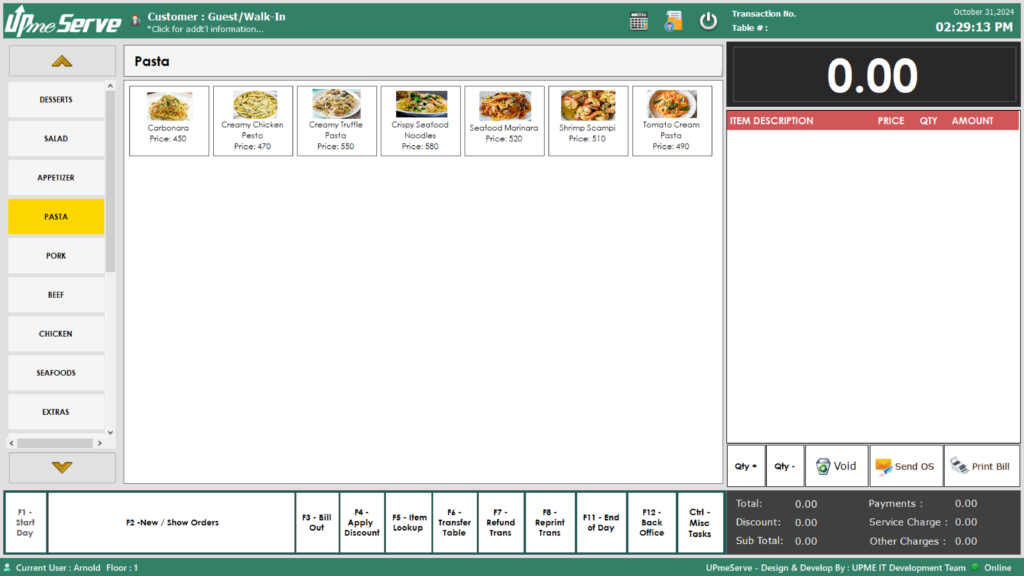 UPme Serve
Customer : Guest/Walk-In
*Click for addt'l information...
Transaction No.
Table # :
October 31,2024
02:29:13 PM
DESSERTS
SALAD
APPETIZER
PASTA
PORK
BEEF
CHICKEN
SEAFOODS
EXTRAS
Pasta
Carbonara
Price: 450
Creamy Chicken
Pesto
Price: 470
Creamy Truffle
Pasta
Price: 550
Crispy Seafood
Noodles
Price: 580
Seafood Marinara
Price: 520
Shrimp Scampi
Price: 510
Tomato Cream
Pasta
Price: 490
0.00
ITEM DESCRIPTION PRICE QTY AMOUNT
Qty +
Qty -
Void
Send OS
Print Bill
F1 -
Start
Day
F2 -New / Show Orders
F3 - Bill
Out
F4 -
Apply
Discount
F5 - Item
Lookup
F6 -
Transfer
Table
F7 -
Refund
Trans
F8 -
Reprint
Trans
F11 - End
of Day
F12 -
Back
Office
Ctrl -
Misc
Tasks
Total: 0.00 Payments : 0.00
Discount: 0.00 Service Charge : 0.00
Sub Total: 0.00 Other Charges : 0.00
Current User : Arnold Floor : 1
UPmeServe - Design & Develop By : UPME IT Development Team Online